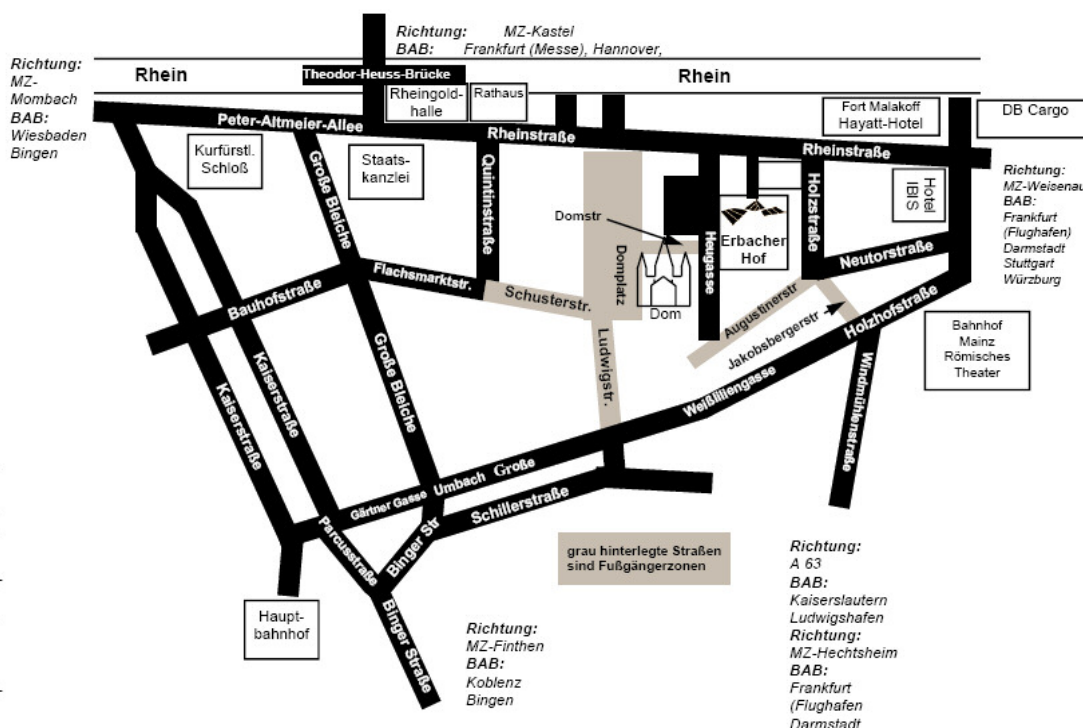 Richtung: MZ-Kastel
BAB: Frankfurt (Messe), Hannover,
Richtung:
MZ-
Mombach
BAB:
Wiesbaden
Bingen
Rhein
Theodor-Heuss-Brücke
Rhein
Rheingold-
halle
Rathaus
Fort Malakoff
Hayatt-Hotel
DB Cargo
Peter-Altmeier-Allee
Rheinstraße
Rheinstraße
Kurfürstl.
Schloß
Große Bleiche
Staats-
kanzlei
Quintinstraße
Holzstraße
Hotel
IBIS
Richtung:
MZ-Weisenau
BAB:
Frankfurt
(Flughafen)
Darmstadt
Stuttgart
Würzburg
Domstr
Domplatz
Dom
Heugasse
Erbacher
Hof
Neutorstraße
Flachsmarktstr.
Schusterstr.
Bauhofstraße
Augustinerstr
Jakobsbergerstr
Holzhofstraße
Bahnhof
Mainz
Römisches
Theater
Ludwigstr.
Große Bleiche
Kaiserstraße
Kaiserstraße
Weißliliengasse
Windmühlenstraße
Gärtner Gasse Umbach Große
Schillerstraße
Parcusstraße
Binger Str
grau hinterlegte Straßen
sind Fußgängerzonen
Haupt-
bahnhof
Binger Straße
Richtung:
MZ-Finthen
BAB:
Koblenz
Bingen
Richtung:
A 63
BAB:
Kaiserslautern
Ludwigshafen
Richtung:
MZ-Hechtsheim
BAB:
Frankfurt
(Flughafen
Darmstadt